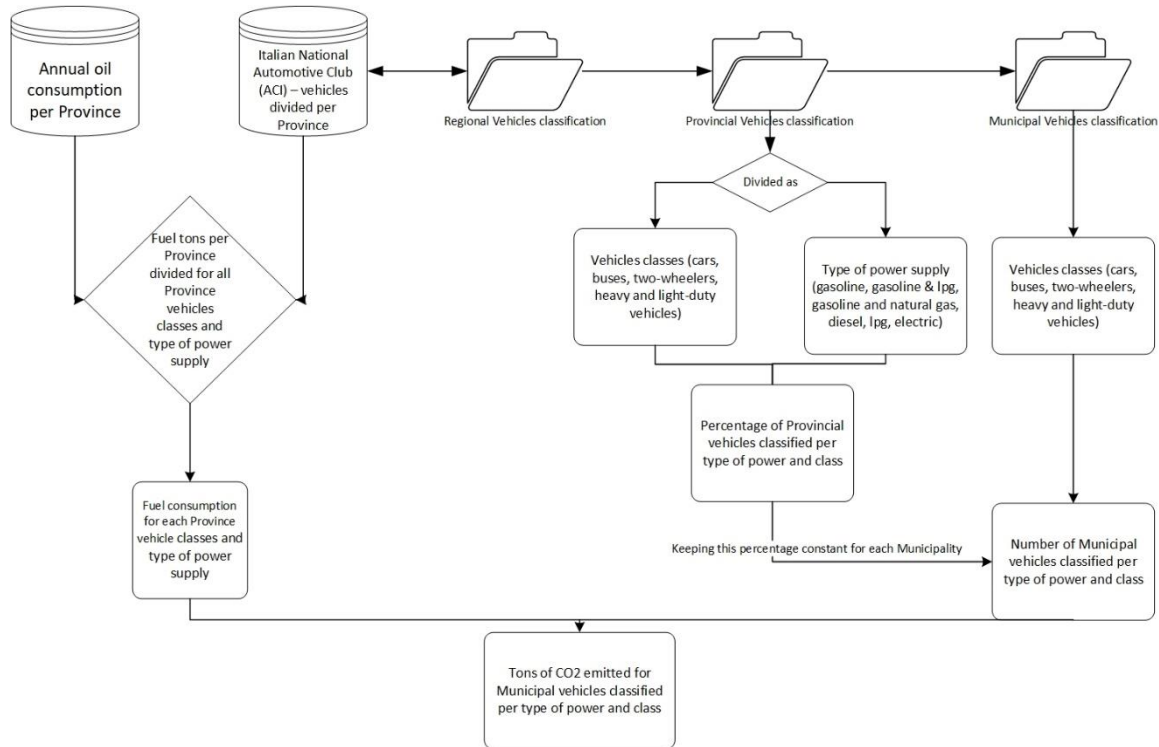 Annual oil
consumption
per Province
Italian National
Automotive Club
(ACI) – vehicles
divided per
Province
Regional Vehicles classification
Provincial Vehicles classification
Municipal Vehicles classification
Divided as
Fuel tons per
Province
divided for all
Province
vehicles
classes and
type of power
supply
Vehicles classes (cars,
buses, two-wheelers,
heavy and light-duty
vehicles)
Type of power supply
(gasoline, gasoline & lpg,
gasoline and natural gas,
diesel, lpg, electric)
Vehicles classes (cars,
buses, two-wheelers,
heavy and light-duty
vehicles)
Percentage of Provincial
vehicles classified per
type of power and class
Fuel consumption
for each Province
vehicle classes and
type of power
supply
Keeping this percentage constant for each Municipality
Number of Municipal
vehicles classified per
type of power and class
Tons of CO2 emitted for
Municipal vehicles classified
per type of power and class